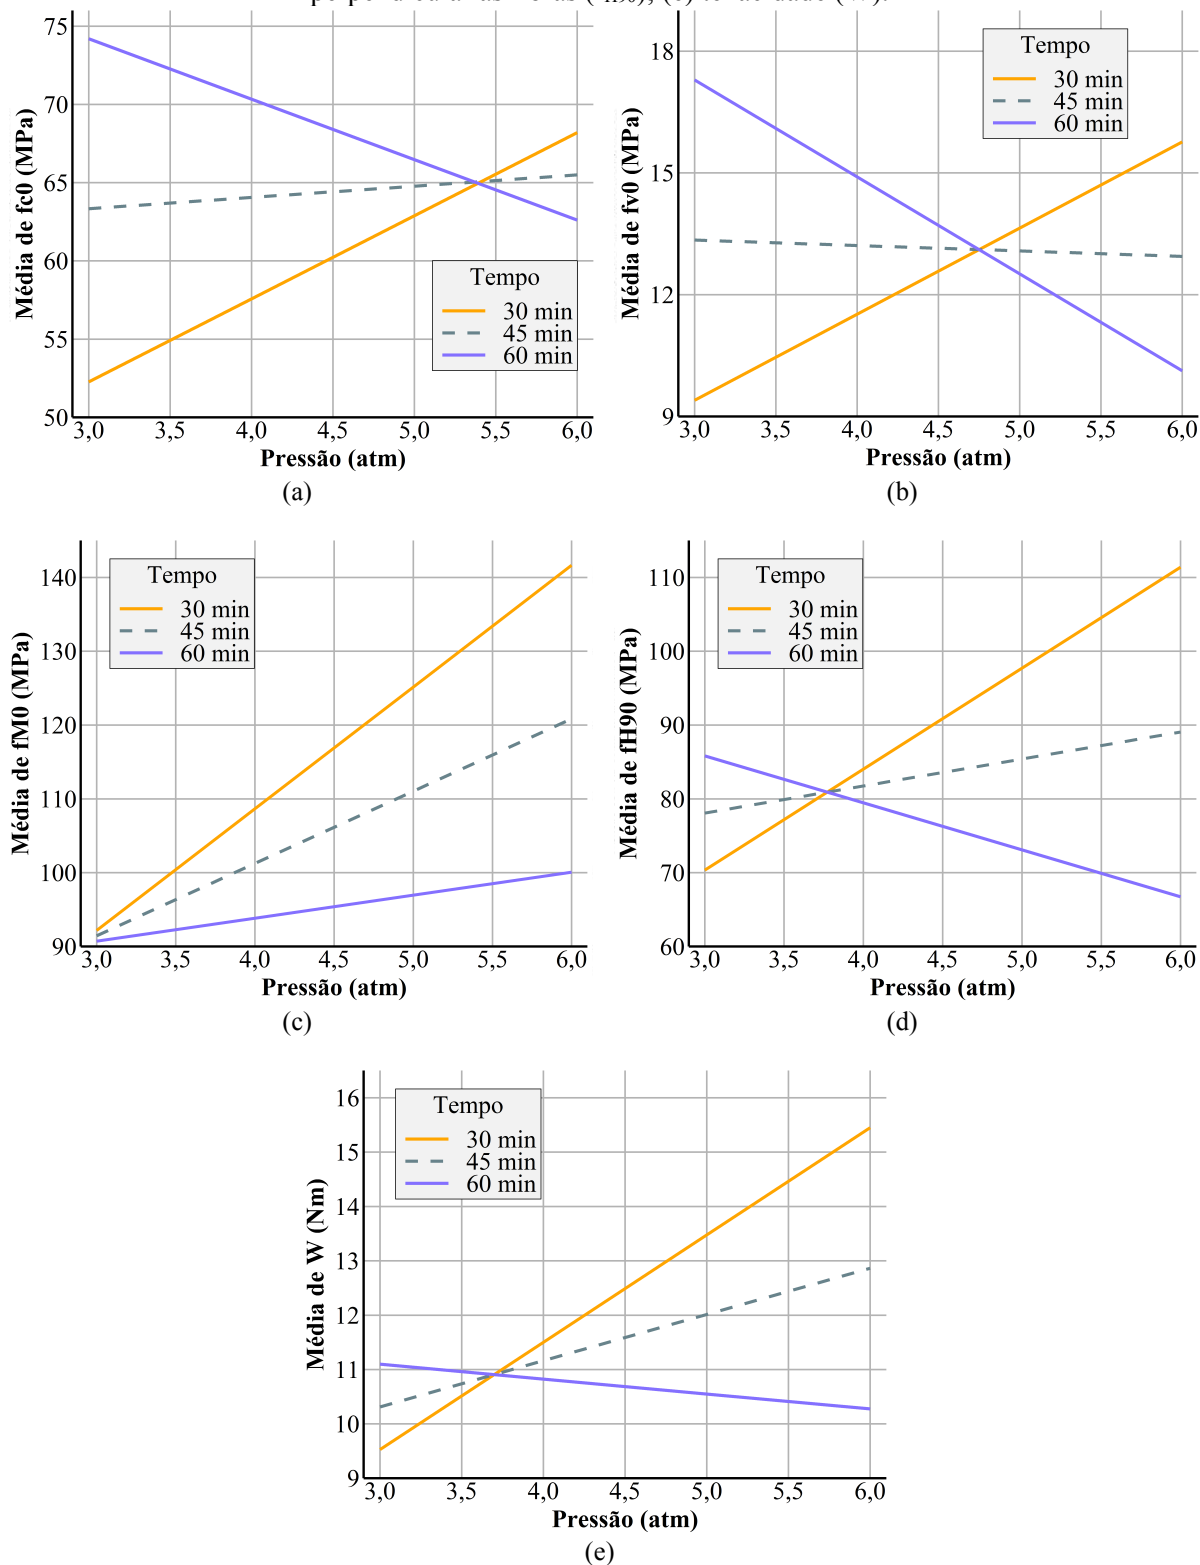 (e) tenacidade (W).
75
70
65
60
55
50
Média de fc0 (MPa)
Tempo
30 min
45 min
60 min
3,0 3,5 4,0 4,5 5,0 5,5 6,0
Pressão (atm)
(a)
18
15
12
9
Média de fv0 (MPa)
Tempo
30 min
45 min
60 min
3,0 3,5 4,0 4,5 5,0 5,5 6,0
Pressão (atm)
(b)
140
130
120
110
100
90
Média de fM0 (MPa)
Tempo
30 min
45 min
60 min
3,0 3,5 4,0 4,5 5,0 5,5 6,0
Pressão (atm)
(c)
110
100
90
80
70
60
Média de fH90 (MPa)
Tempo
30 min
45 min
60 min
3,0 3,5 4,0 4,5 5,0 5,5 6,0
Pressão (atm)
(d)
16
15
14
13
12
11
10
9
Média de W (Nm)
Tempo
30 min
45 min
60 min
3,0 3,5 4,0 4,5 5,0 5,5 6,0
Pressão (atm)
(e)